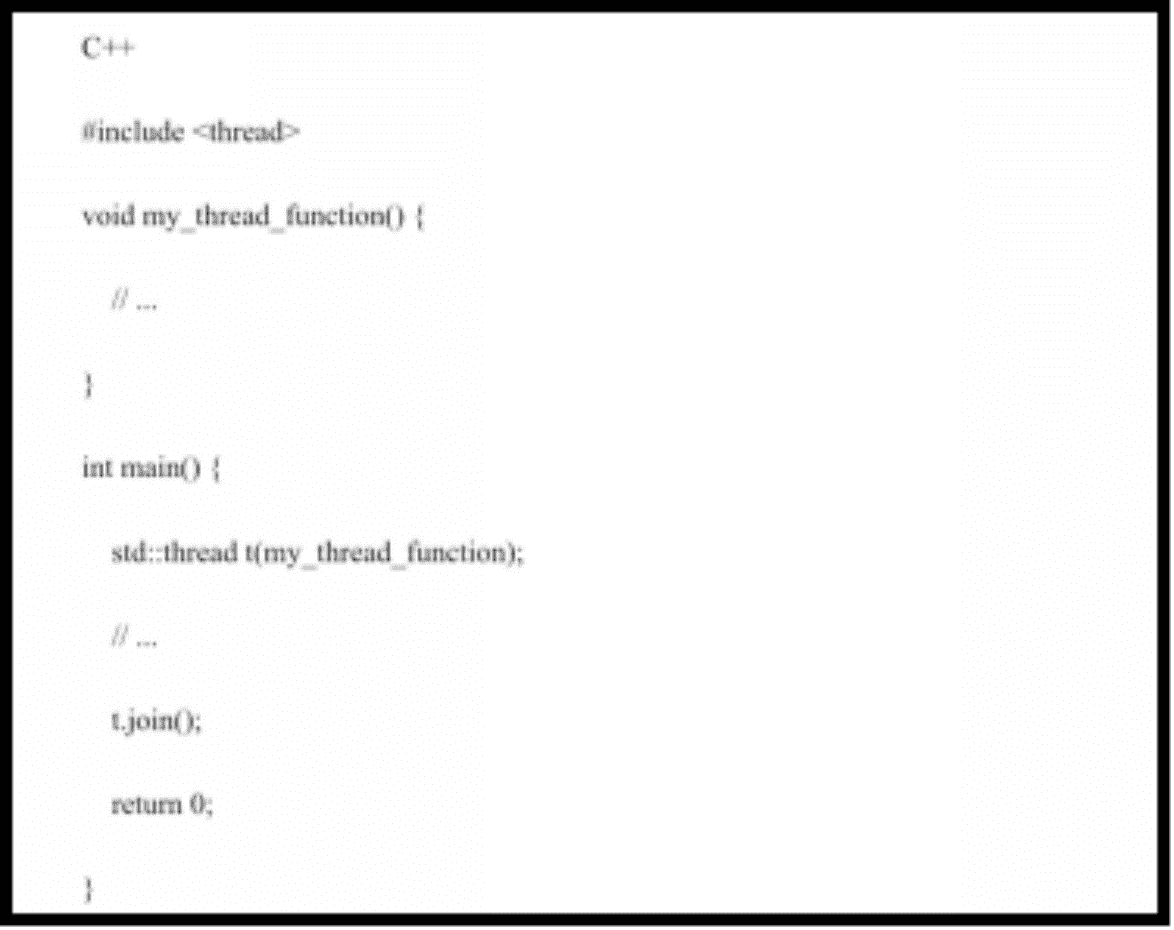 C++
#include <thread>
void my_thread_function() {
// ...
}
int main() {
std::thread t(my_thread_function);
// ...
t.join();
return 0;
}